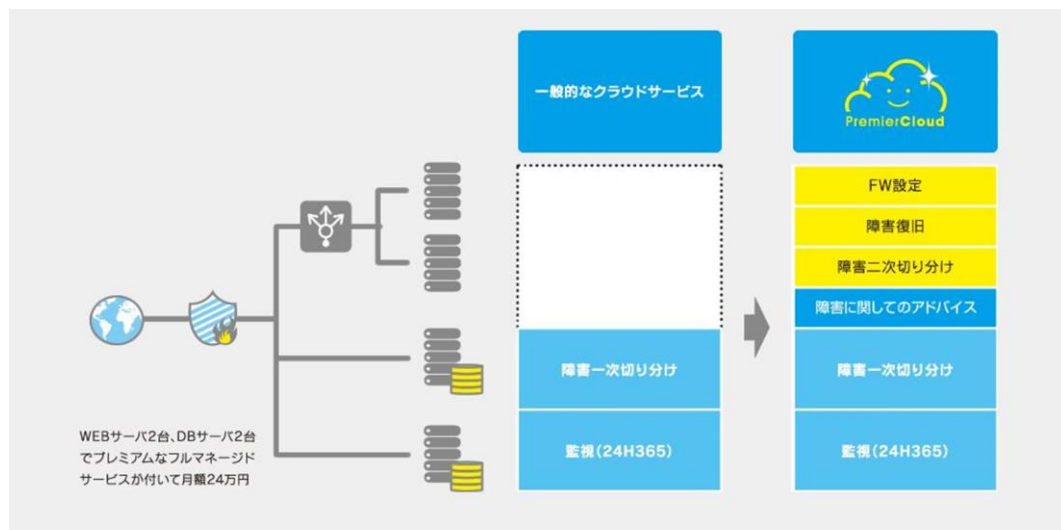 一般的なクラウドサービス
PremierCloud
FW設定
障害復旧
障害二次切り分け
障害に関してのアドバイス
障害一次切り分け
障害一次切り分け
監視(24H365)
監視(24H365)
WEBサーバ2台、DBサーバ2台
でプレミアムなフルマネージド
サービスが付いて月額24万円